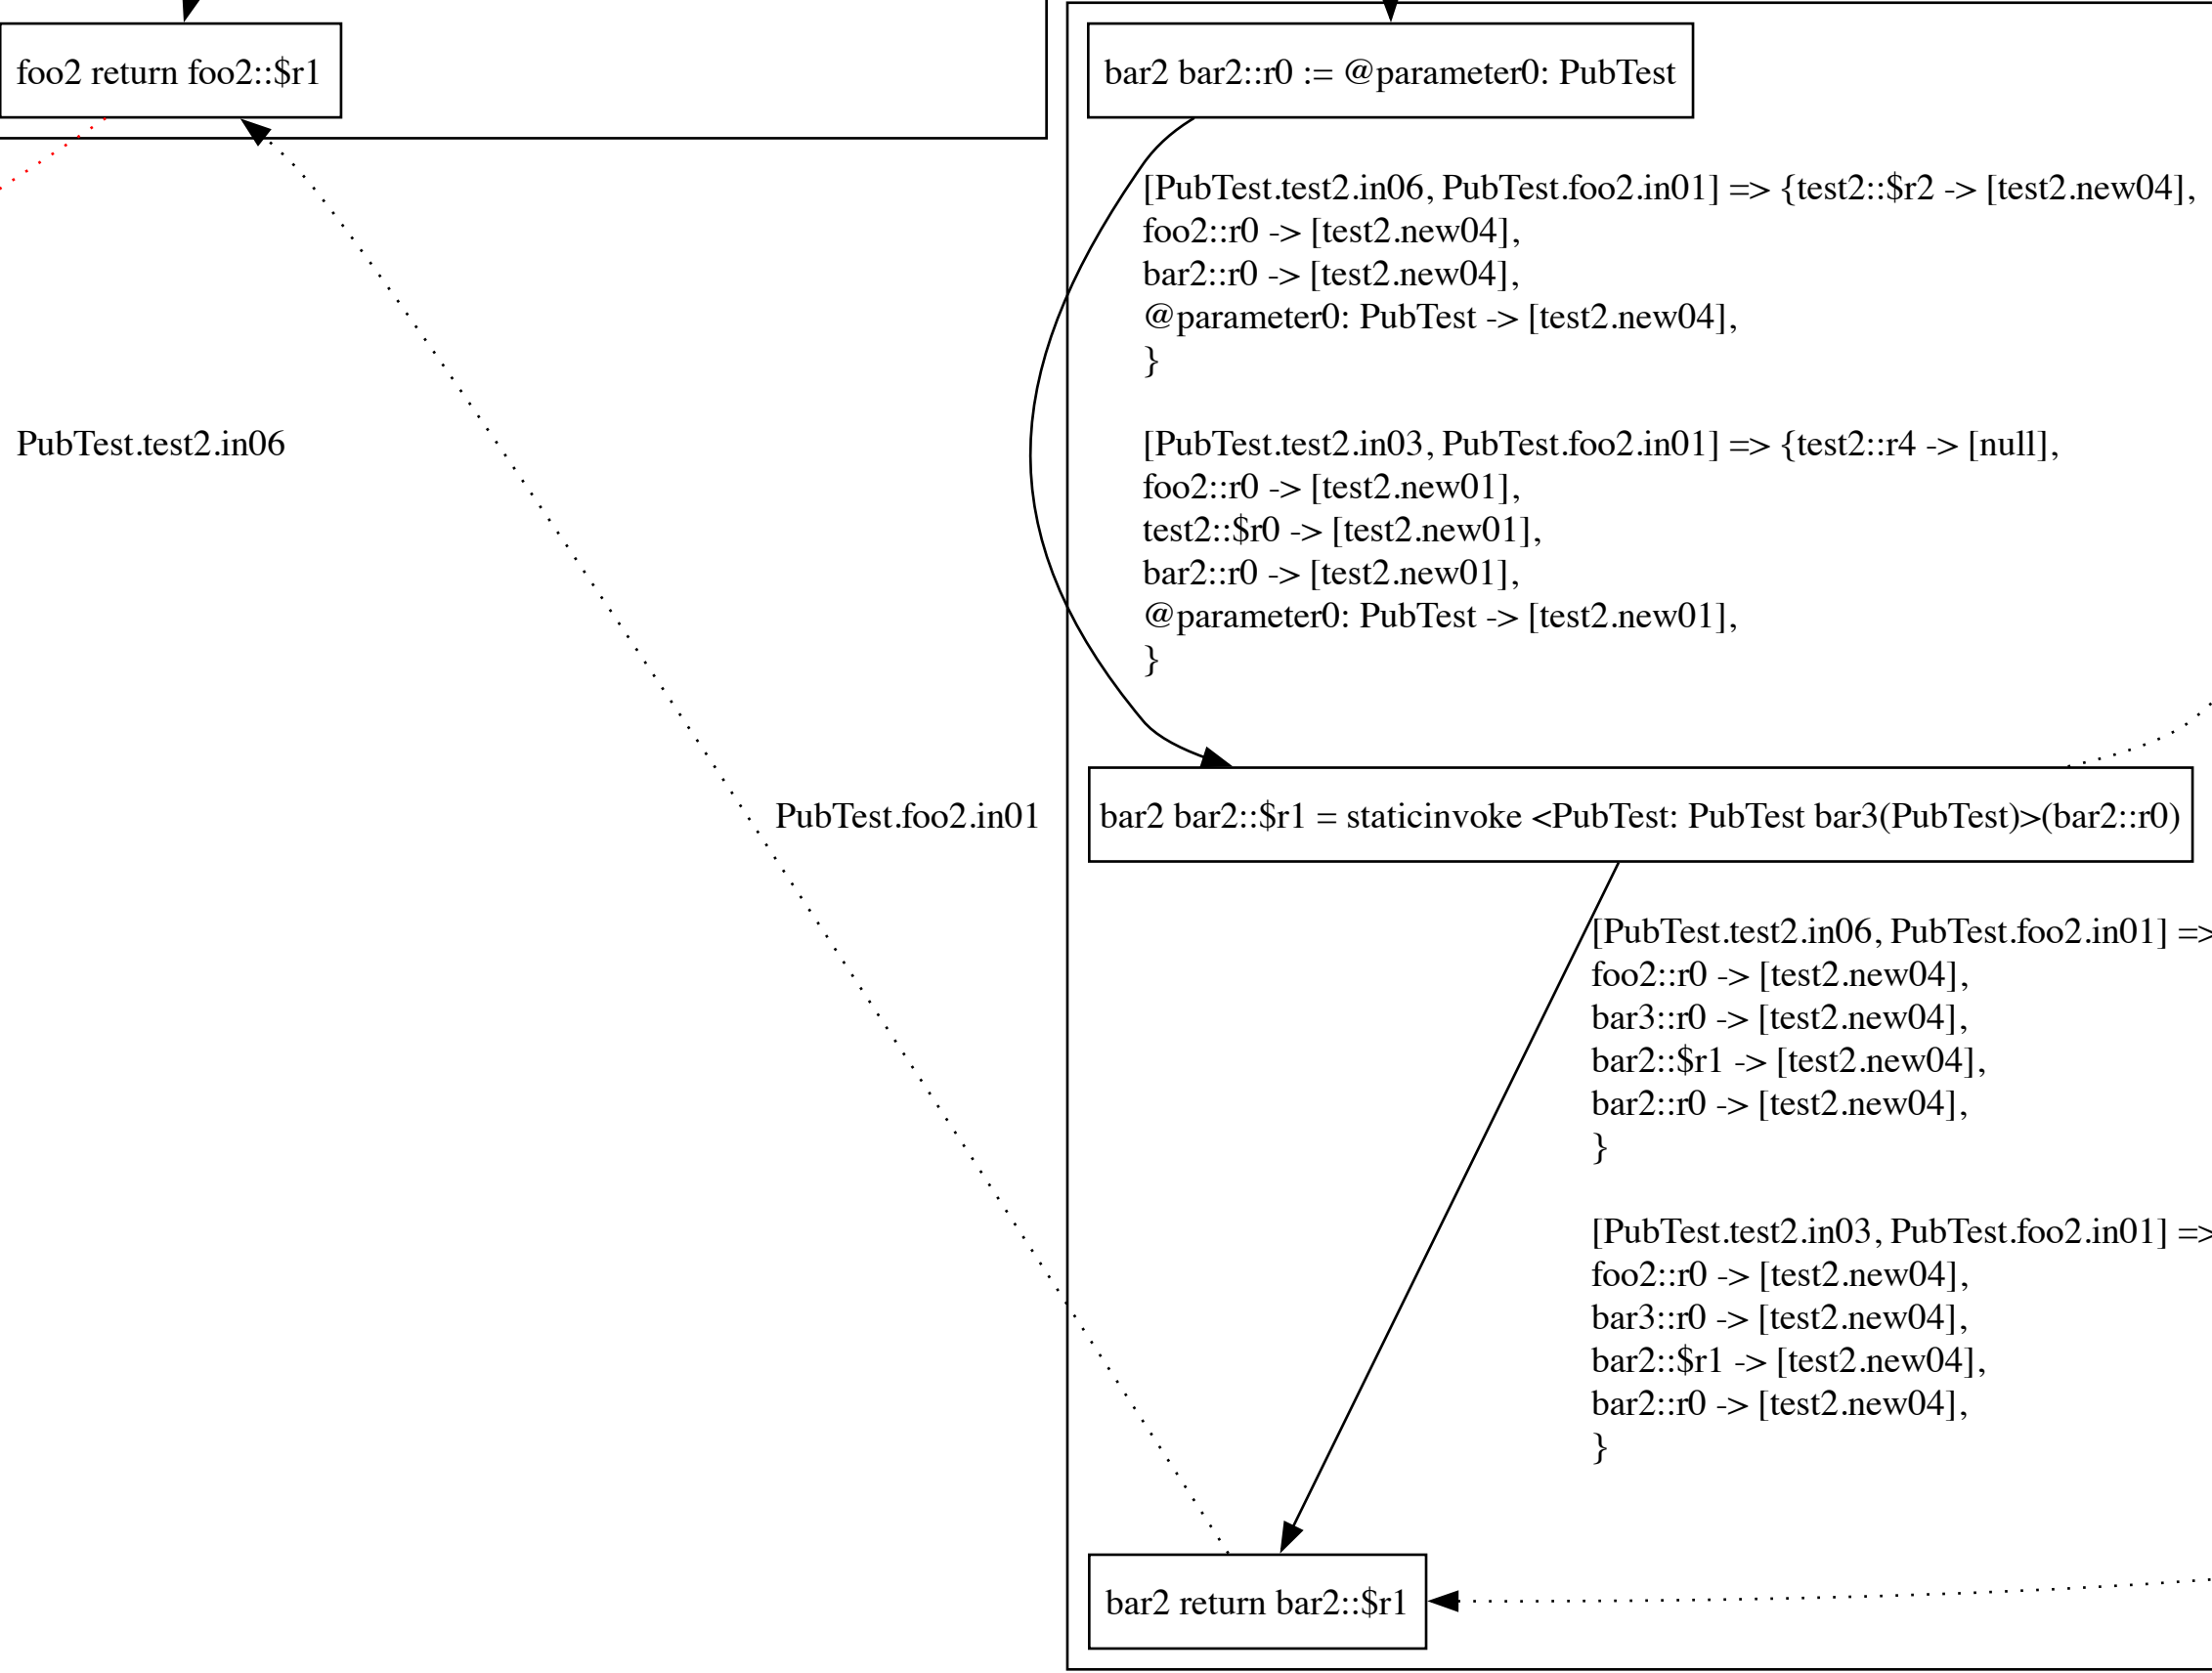 foo2 return foo2::$r1
PubTest.test2.in06
PubTest.foo2.in01
bar2 bar2::r0 := @parameter0: PubTest
[PubTest.test2.in06, PubTest.foo2.in01] => {test2::$r2 -> [test2.new04],
foo2::r0 -> [test2.new04],
bar2::r0 -> [test2.new04],
@parameter0: PubTest -> [test2.new04],
}
[PubTest.test2.in03, PubTest.foo2.in01] => {test2::r4 -> [null],
foo2::r0 -> [test2.new01],
test2::$r0 -> [test2.new01],
bar2::r0 -> [test2.new01],
@parameter0: PubTest -> [test2.new01],
}
bar2 bar2::$r1 = staticinvoke <PubTest: PubTest bar3(PubTest)>(bar2::r0)
[PubTest.test2.in06, PubTest.foo2.in01] =>
foo2::r0 -> [test2.new04],
bar3::r0 -> [test2.new04],
bar2::$r1 -> [test2.new04],
bar2::r0 -> [test2.new04],
}
[PubTest.test2.in03, PubTest.foo2.in01] =>
foo2::r0 -> [test2.new04],
bar3::r0 -> [test2.new04],
bar2::$r1 -> [test2.new04],
bar2::r0 -> [test2.new04],
}
bar2 return bar2::$r1